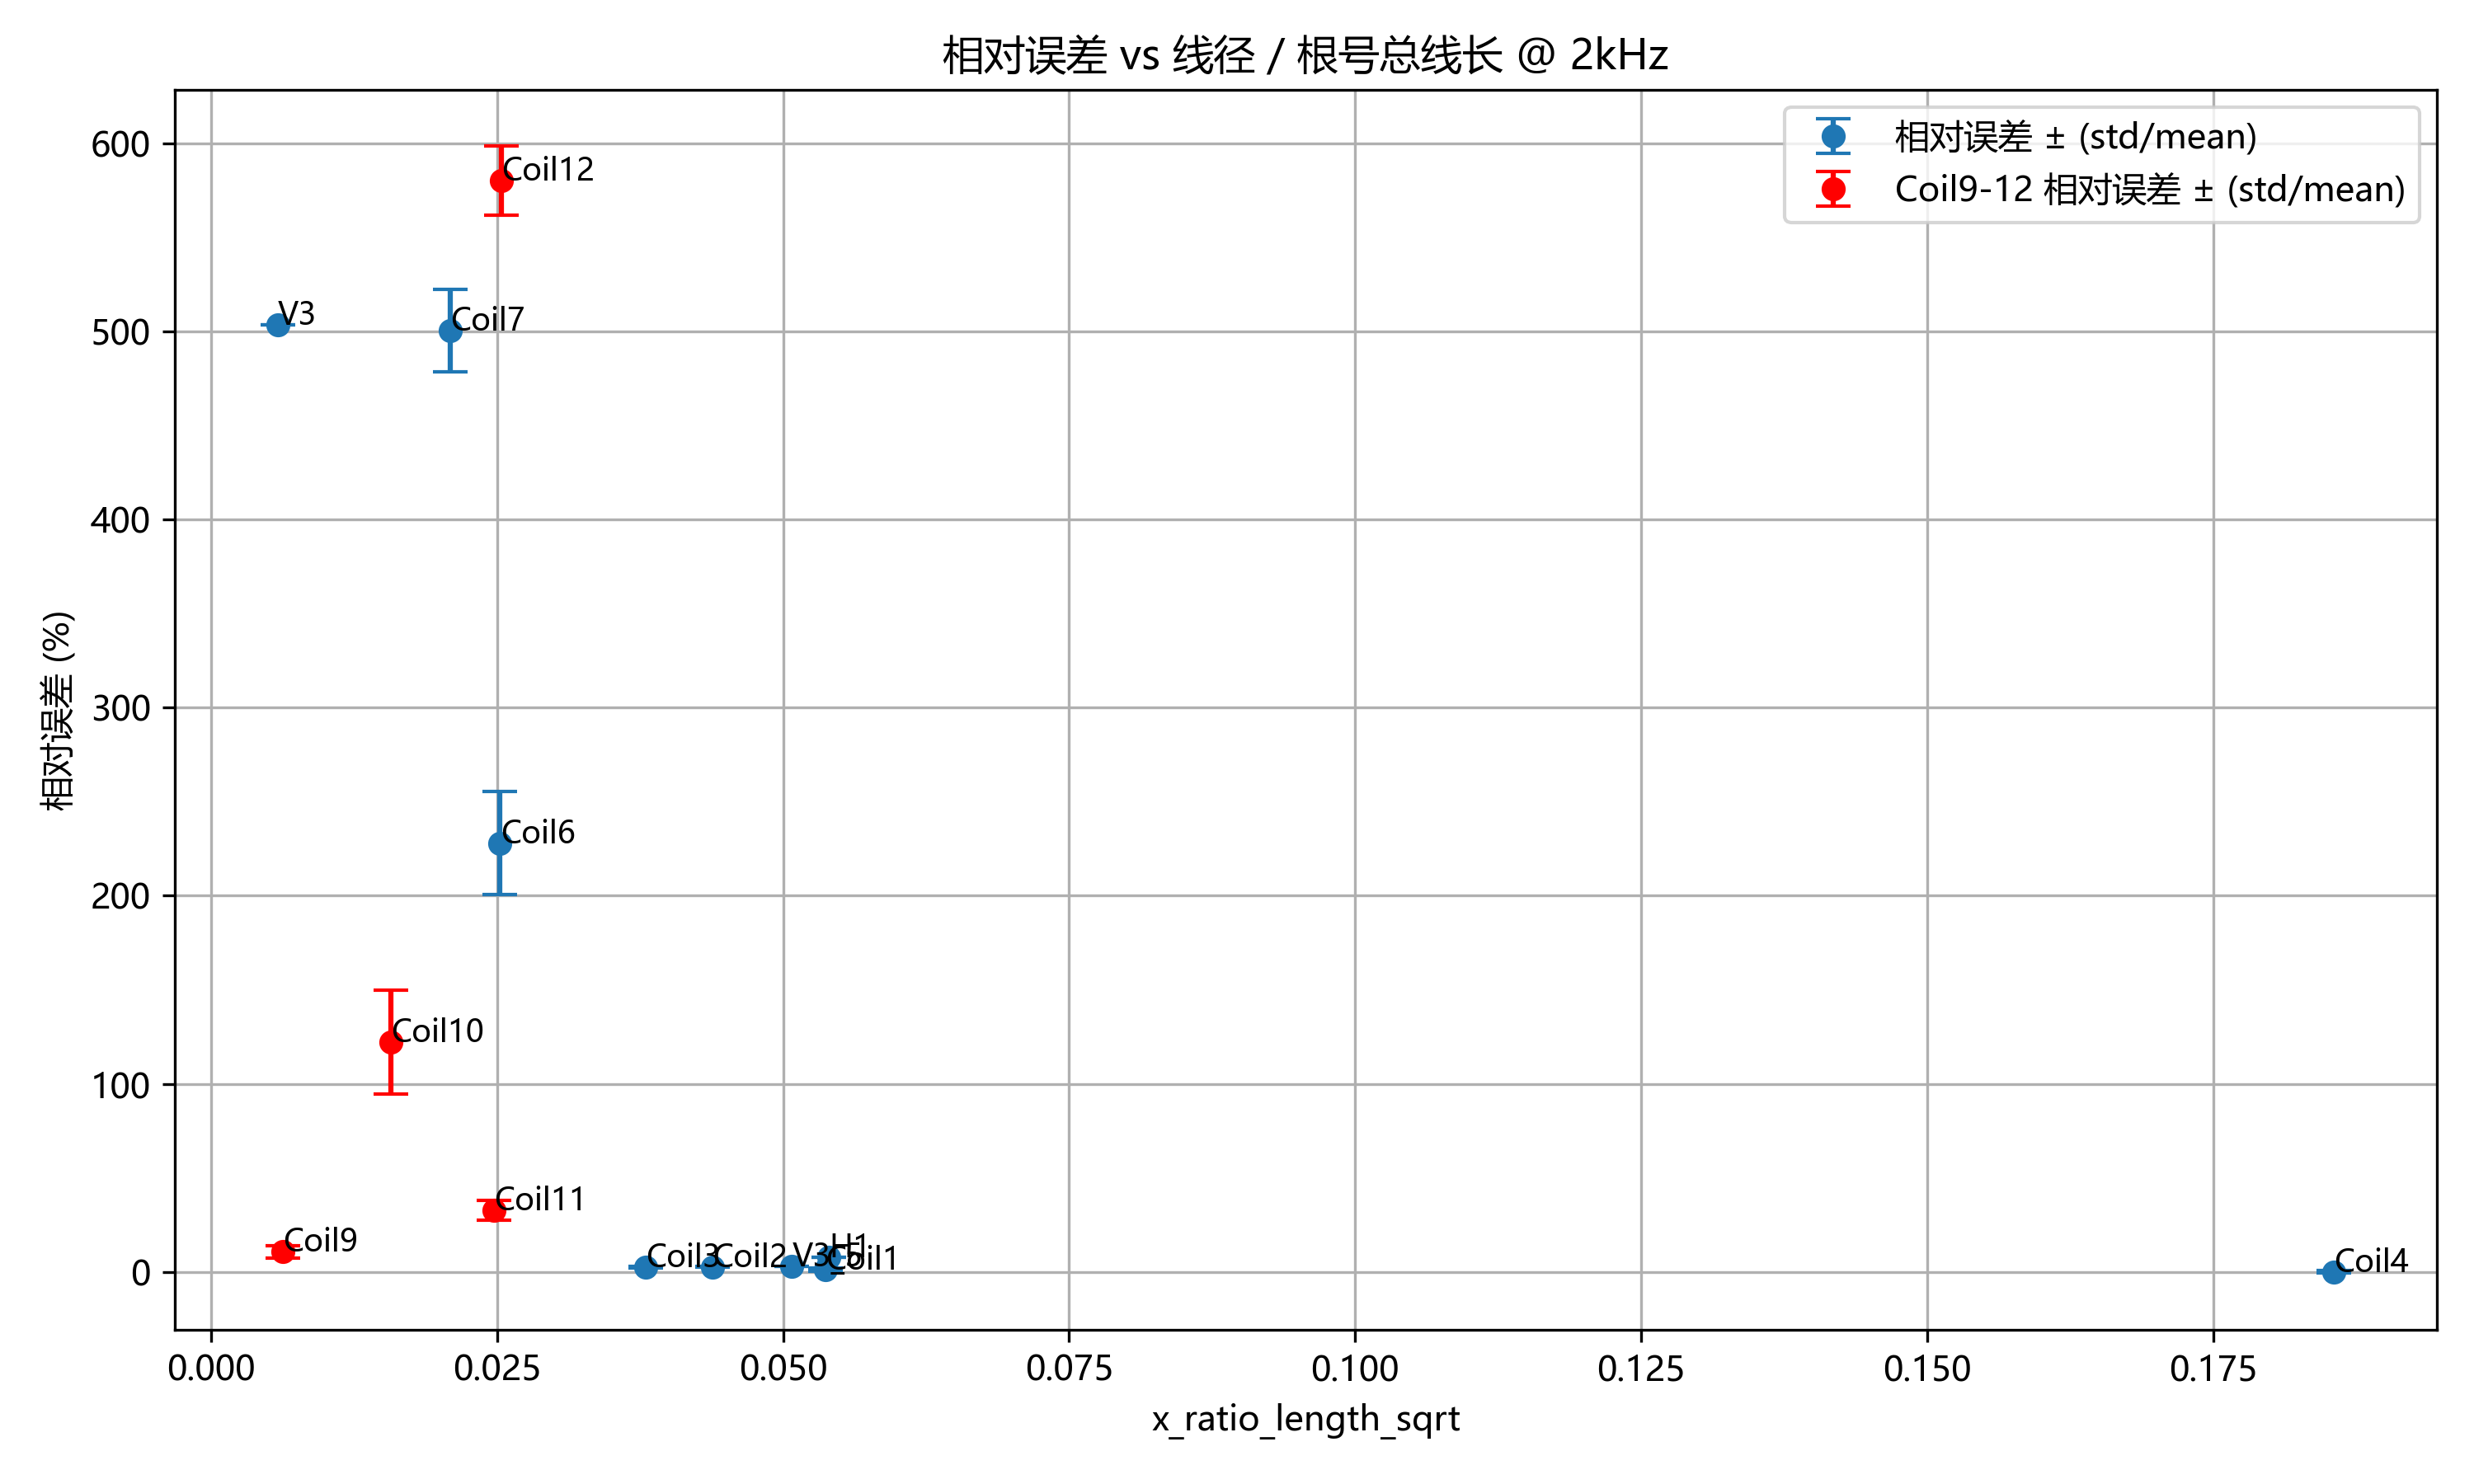 相对误差 vs 线径 / 根号总线长 @ 2kHz
相对误差 ± (std/mean)
Coil9-12 相对误差 ± (std/mean)
600
500
400
300
200
100
0
相对误差 (%)
Coil12
V3
Coil7
Coil6
Coil10
Coil11
Coil9
Coil3
Coil2
V3_5
H1
Coil1
Coil4
0.000
0.025
0.050
0.075
0.100
0.125
0.150
0.175
x_ratio_length_sqrt